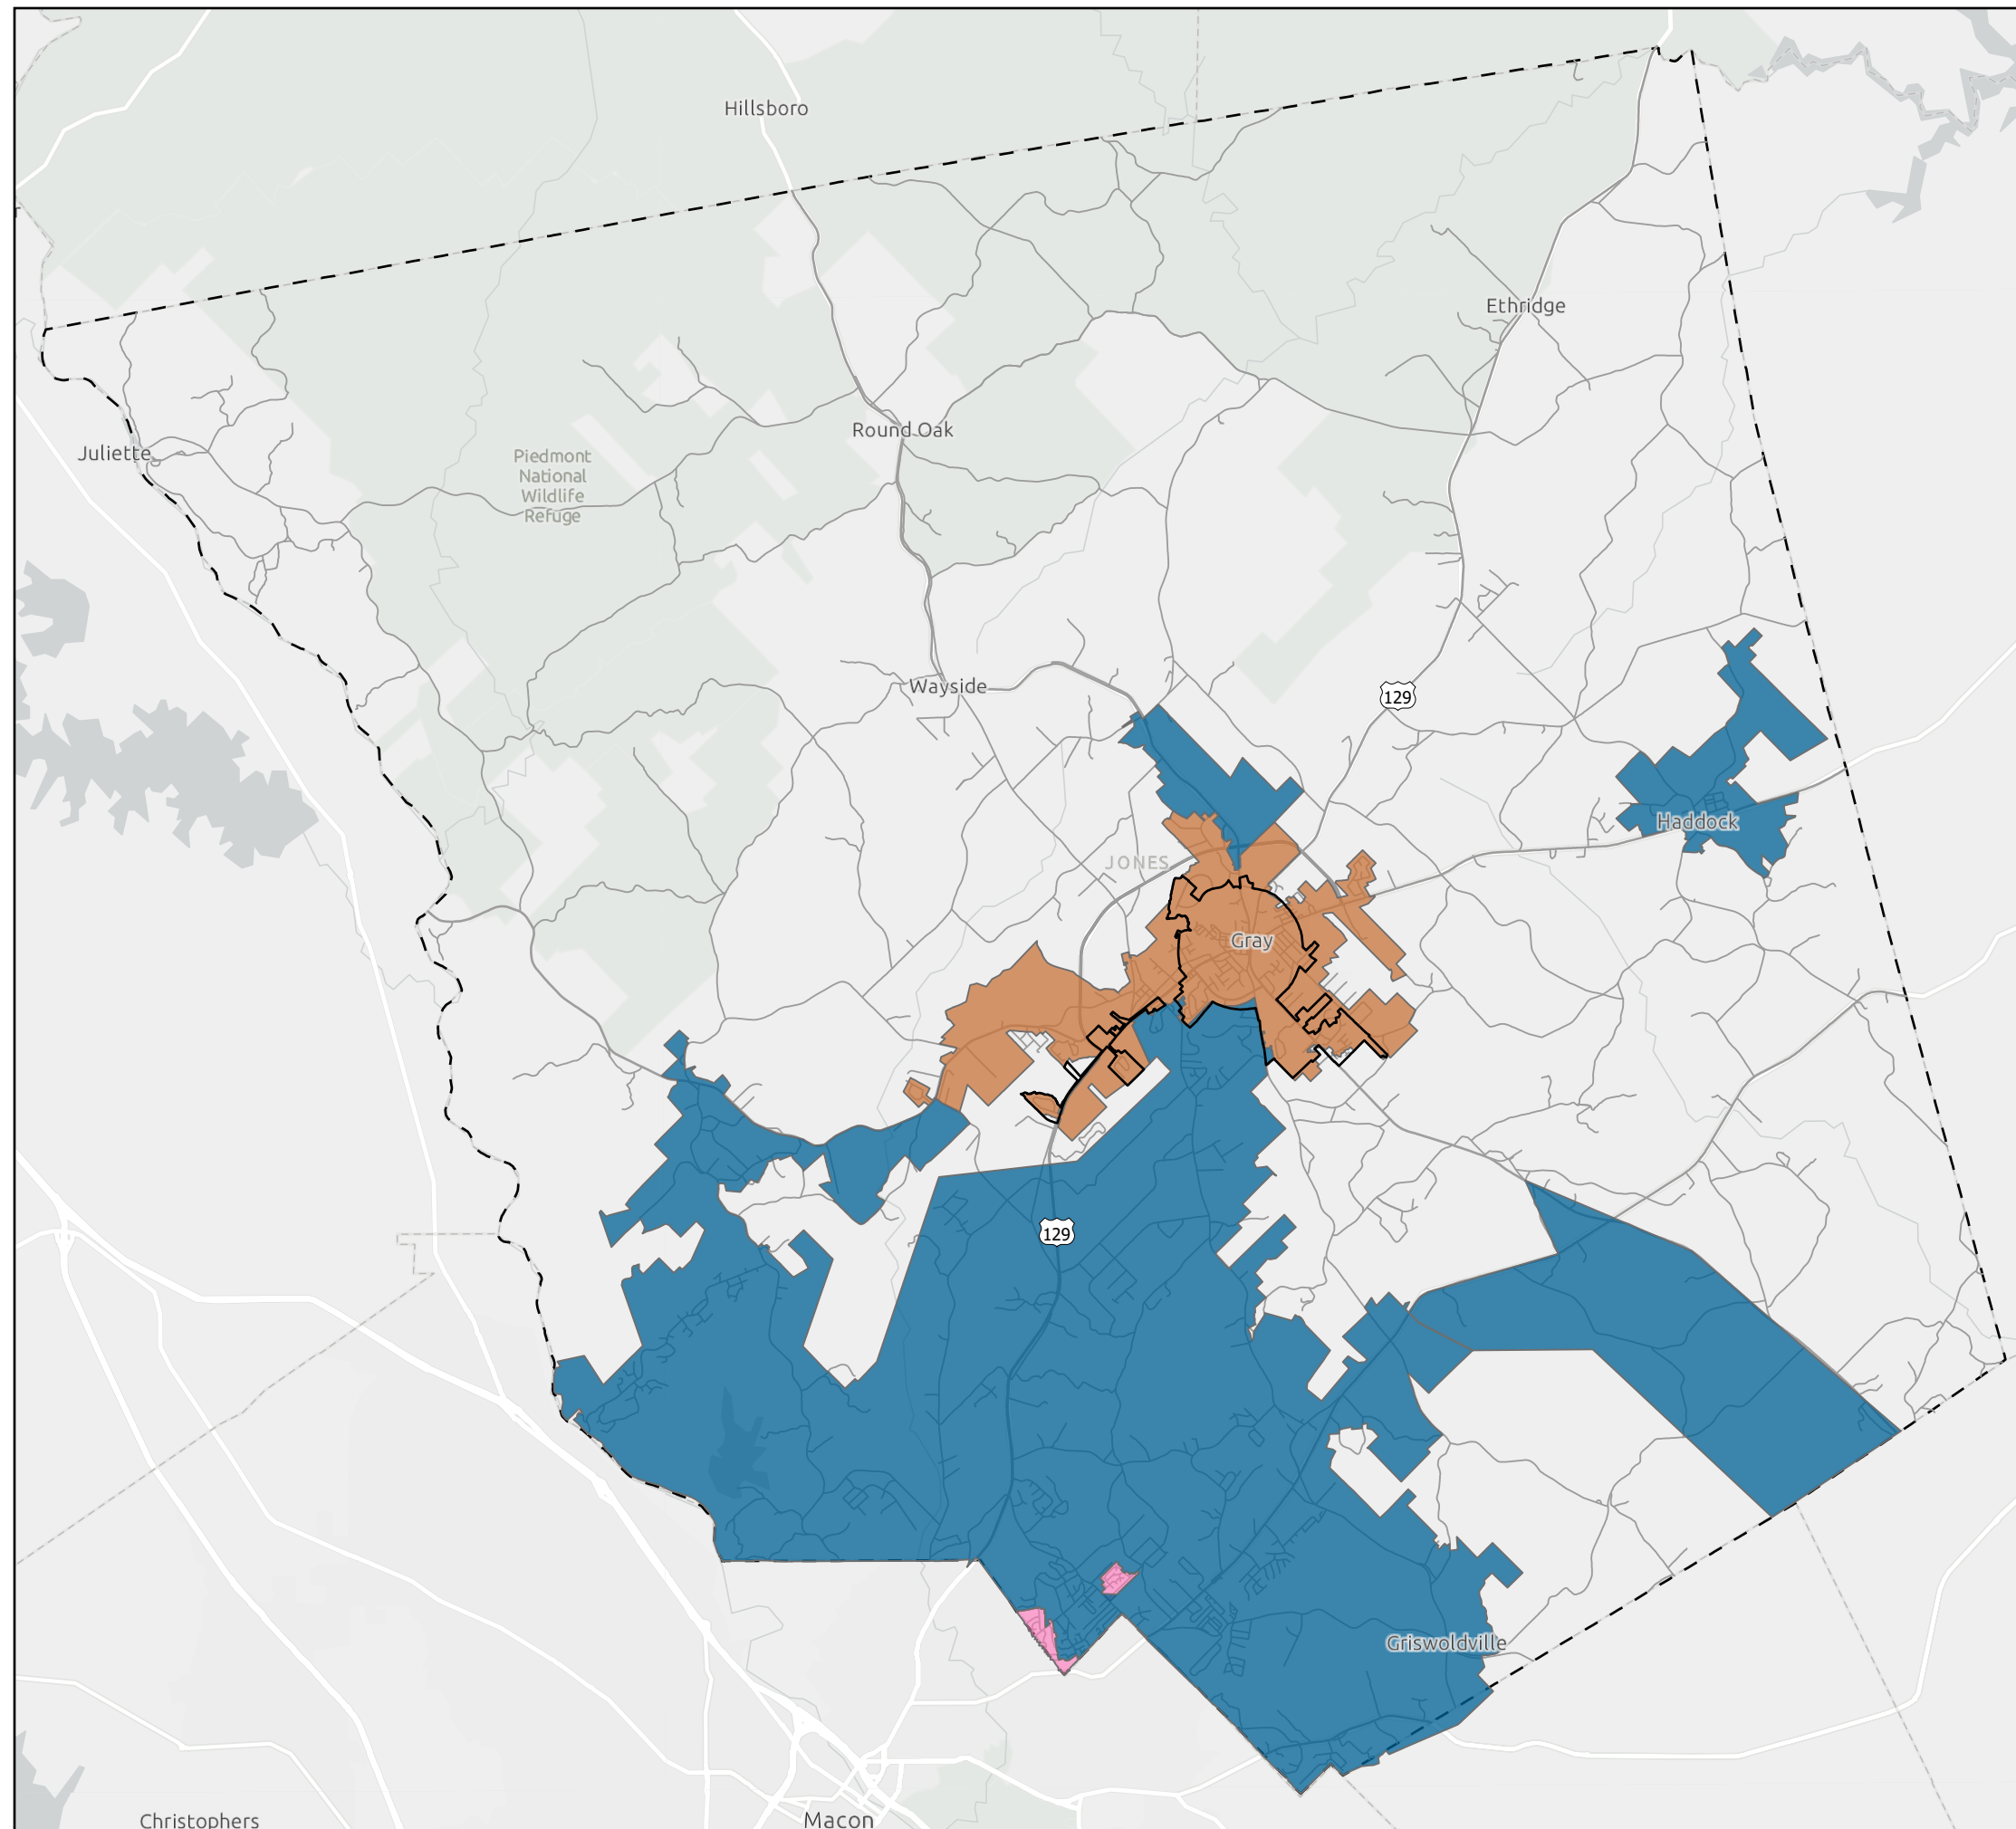 Hillsboro
Ethridge
Round Oak
Juliette
Piedmont
National
Wildlife
Refuge
Wayside
129
Haddock
JONES
Gray
129
Griswoldville
Christophers
Macon